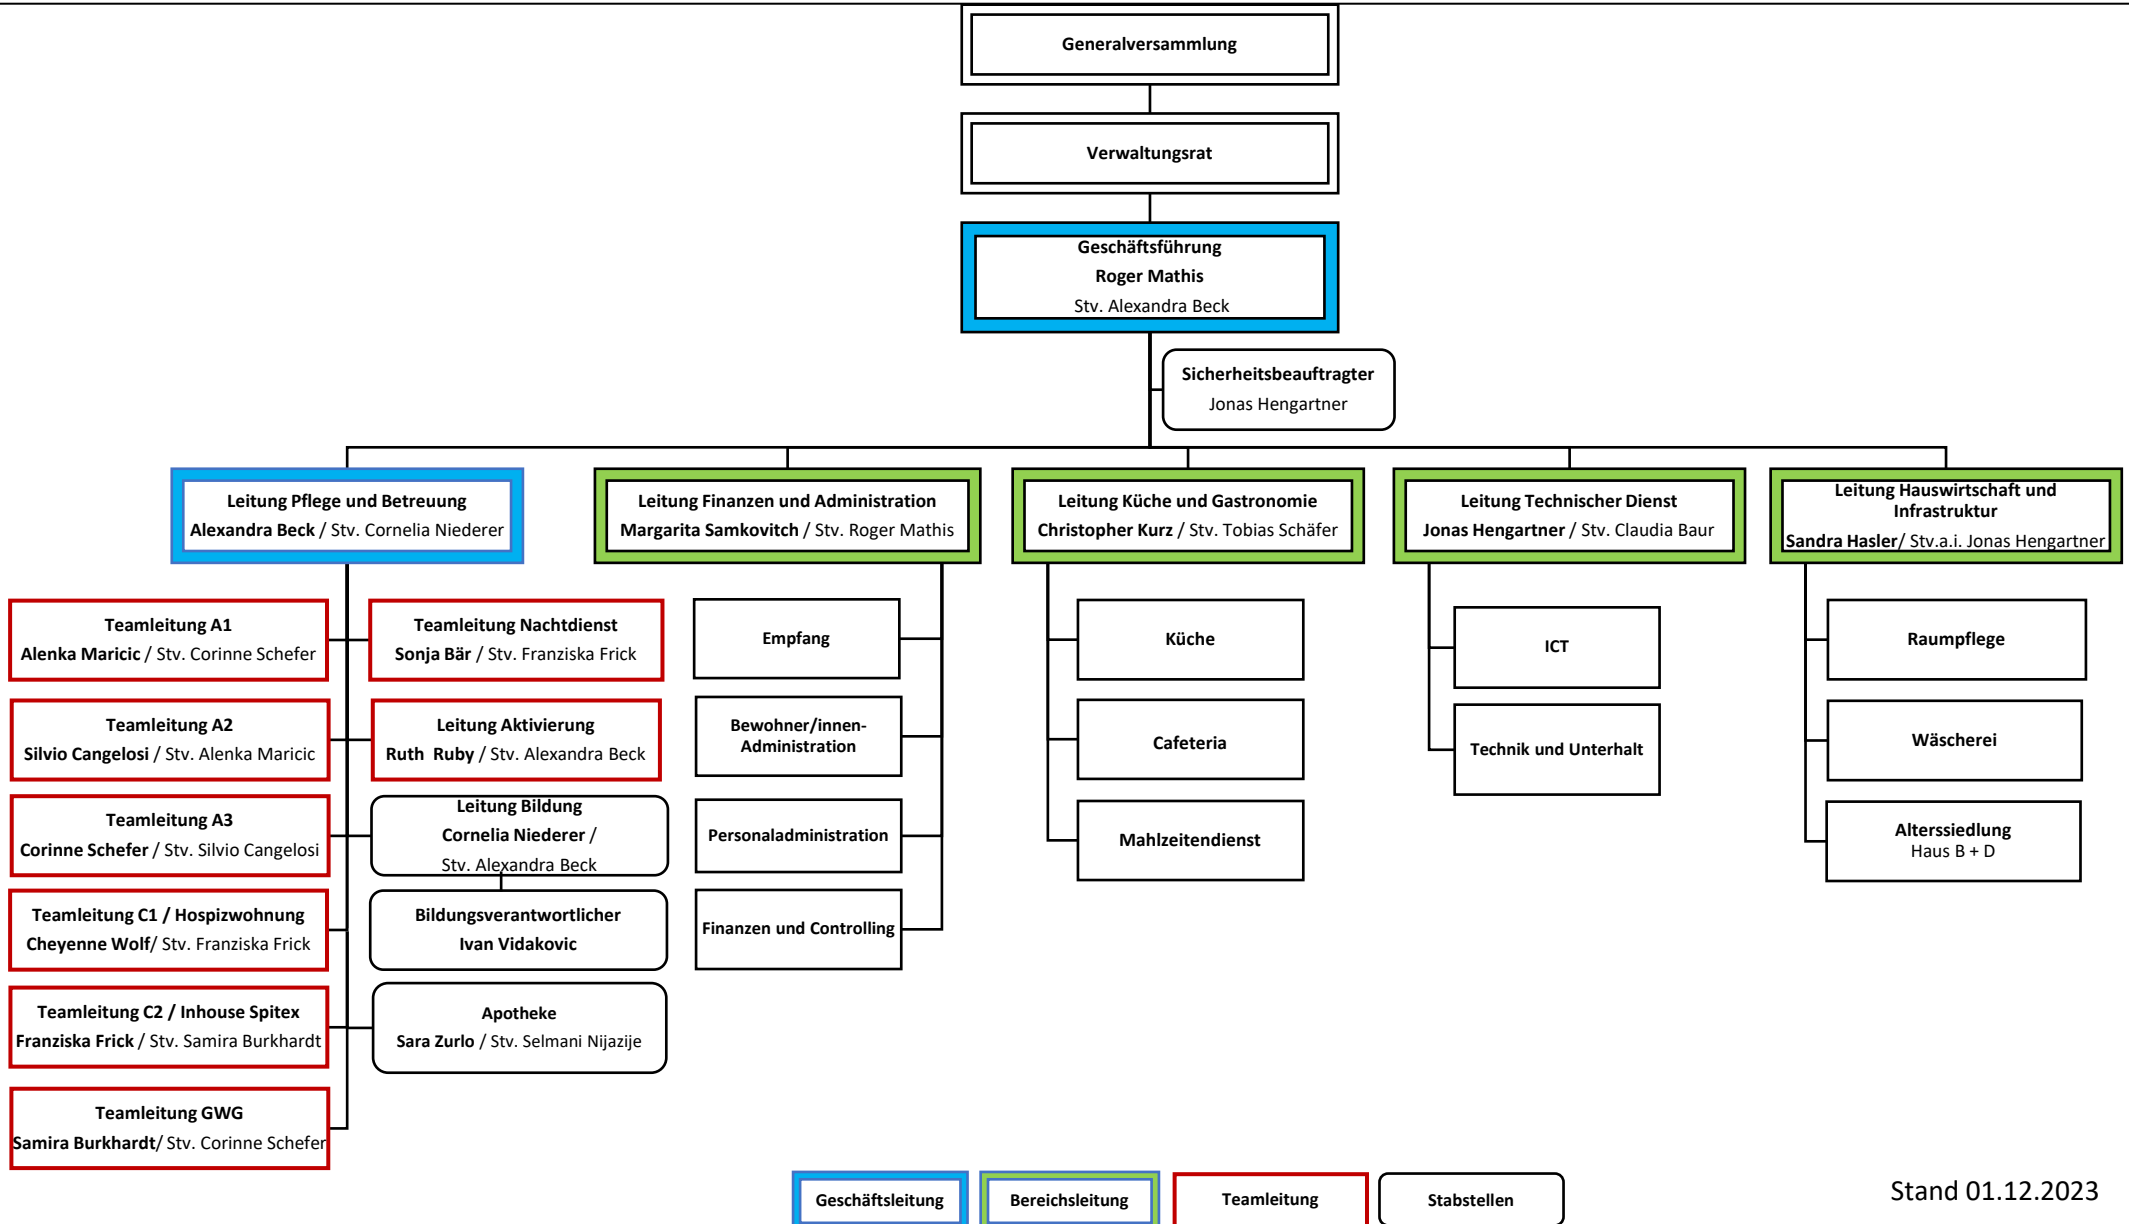 Generalversammlung
Verwaltungsrat
Geschäftsführung
Roger Mathis
Stv. Alexandra Beck
Sicherheitsbeauftragter
Jonas Hengartner
Leitung Pflege und Betreuung
Alexandra Beck / Stv. Cornelia Niederer
Leitung Finanzen und Administration
Margarita Samkovitch / Stv. Roger Mathis
Leitung Küche und Gastronomie
Christopher Kurz / Stv. Tobias Schäfer
Leitung Technischer Dienst
Jonas Hengartner / Stv. Claudia Baur
Leitung Hauswirtschaft und
Infrastruktur
Sandra Hasler/ Stv.a.i. Jonas Hengartner
Teamleitung A1
Alenka Maricic / Stv. Corinne Schefer
Teamleitung A2
Silvio Cangelosi / Stv. Alenka Maricic
Teamleitung A3
Corinne Schefer / Stv. Silvio Cangelosi
Teamleitung C1 / Hospizwohnung
Cheyenne Wolf/ Stv. Franziska Frick
Teamleitung C2 / Inhouse Spitex
Franziska Frick / Stv. Samira Burkhardt
Teamleitung GWG
Samira Burkhardt/ Stv. Corinne Schefer
Teamleitung Nachtdienst
Sonja Bär / Stv. Franziska Frick
Leitung Aktivierung
Ruth Ruby / Stv. Alexandra Beck
Leitung Bildung
Cornelia Niederer /
Stv. Alexandra Beck
Bildungsverantwortlicher
Ivan Vidakovic
Apotheke
Sara Zurlo / Stv. Selmani Nijazije
Empfang
Bewohner/innen-
Administration
Personaladministration
Finanzen und Controlling
Küche
Cafeteria
Mahlzeitendienst
ICT
Technik und Unterhalt
Raumpflege
Wäscherei
Alterssiedlung
Haus B + D
Geschäftsleitung
Bereichsleitung
Teamleitung
Stabstellen
Stand 01.12.2023